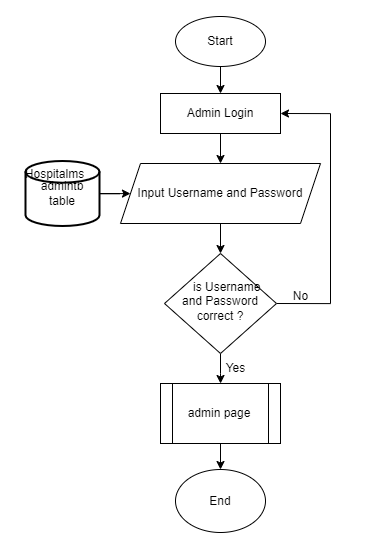 Start
Admin Login
Hospitalms
admintb
table
Input Username and Password
is Username
and Password
correct ?
No
Yes
admin page
End